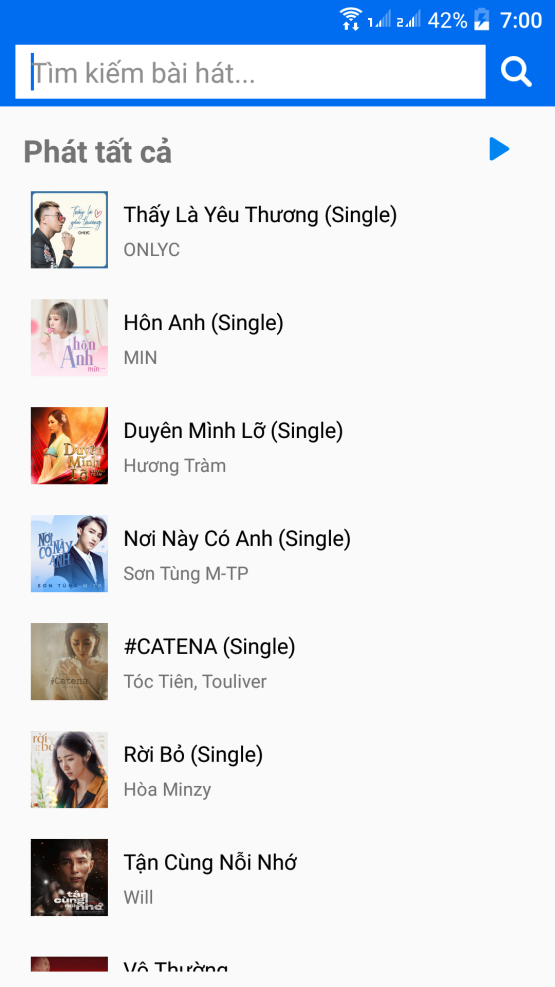 42% 7:00
Tìm kiếm bài hát...
Phát tất cả
Thấy Là Yêu Thương (Single)
ONLYC
Hôn Anh (Single)
MIN
Duyên Mình Lỡ (Single)
Hương Tràm
Nơi Này Có Anh (Single)
Sơn Tùng M-TP
#CATENA (Single)
Tóc Tiên, Touliver
Rời Bỏ (Single)
Hòa Minzy
Tận Cùng Nỗi Nhớ
Will
Vô Thường